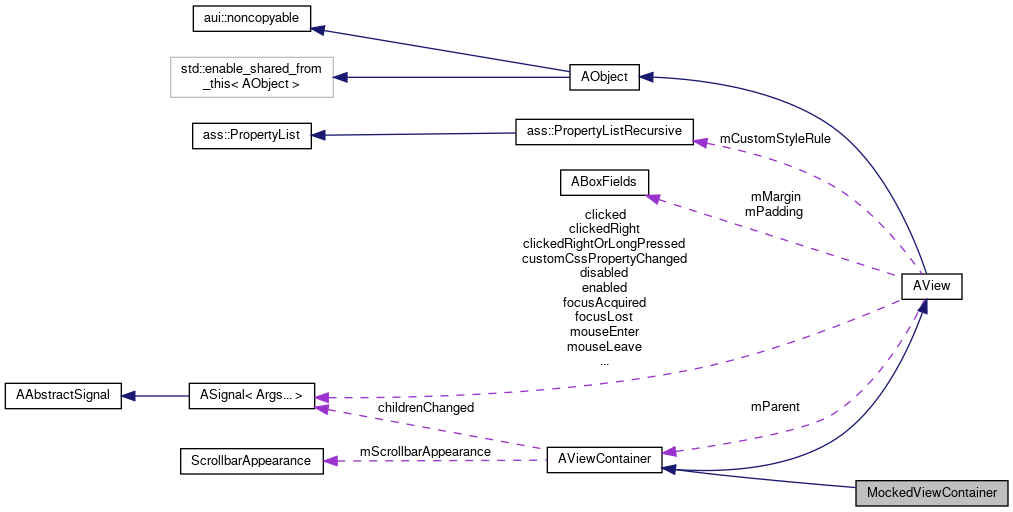 aui::noncopyable
std::enable_shared_from
_this< AObject >
AObject
ass::PropertyList
ass::PropertyListRecursive
mCustomStyleRule
ABoxFields
mMargin
mPadding
clicked
clickedRight
clickedRightOrLongPressed
customCssPropertyChanged
disabled
enabled
focusAcquired
focusLost
mouseEnter
mouseLeave
...
AView
AAbstractSignal
ASignal< Args... >
childrenChanged
mParent
ScrollbarAppearance
mScrollbarAppearance
AViewContainer
MockedViewContainer